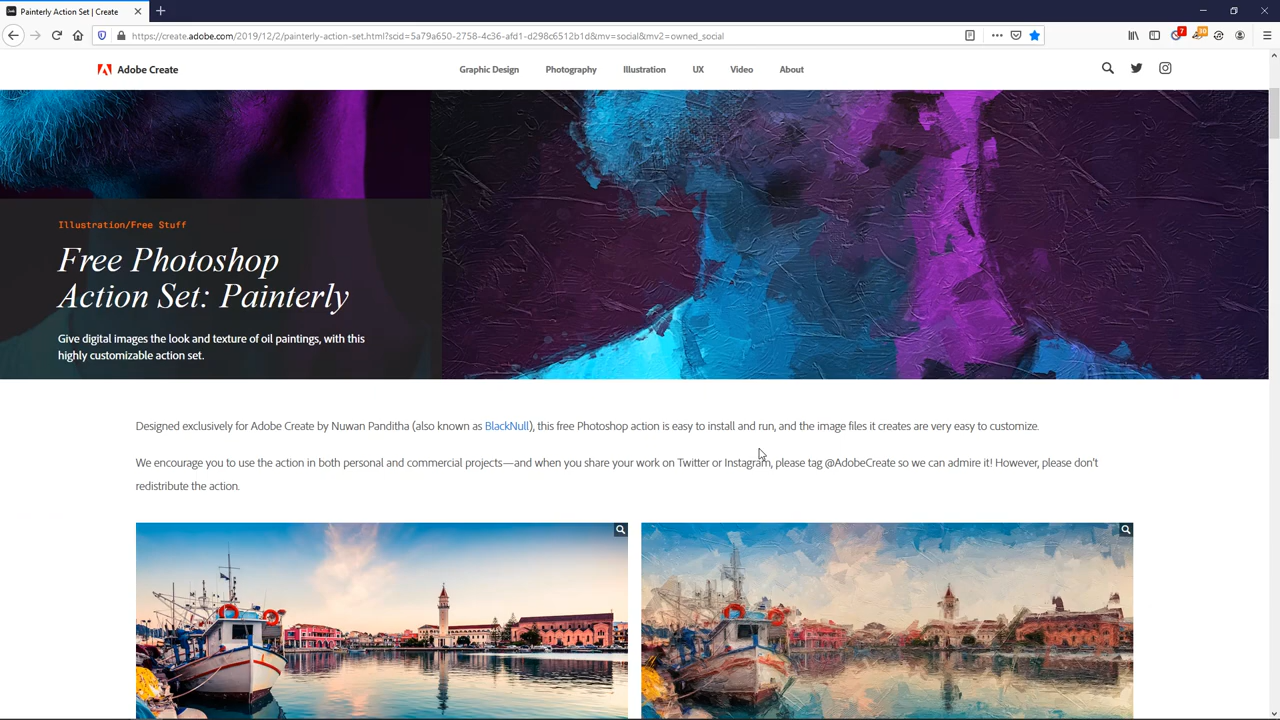 Painterly Action Set | Create
https://create.adobe.com/2019/12/2/painterly-action-set.html?scid=5a79a650-2758-4c36-afd1-d298c6512b1d&mv=social&mv2=owned_social
7
30
Adobe Create
Graphic Design Photography Illustration UX Video About
Illustration/Free Stuff
Free Photoshop
Action Set: Painterly
Give digital images the look and texture of oil paintings, with this
highly customizable action set.
Designed exclusively for Adobe Create by Nuwan Panditha (also known as BlackNull), this free Photoshop action is easy to install and run, and the image files it creates are very easy to customize.
We encourage you to use the action in both personal and commercial projects—and when you share your work on Twitter or Instagram, please tag @AdobeCreate so we can admire it! However, please don't
redistribute the action.